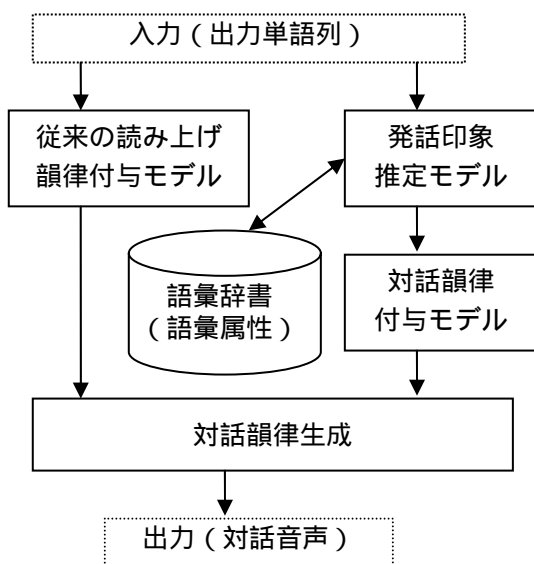 入力（出力単語列）
従来の読み上げ
韻律付与モデル
発話印象
推定モデル
語彙辞書
（語彙属性）
対話韻律
付与モデル
対話韻律生成
出力（対話音声）